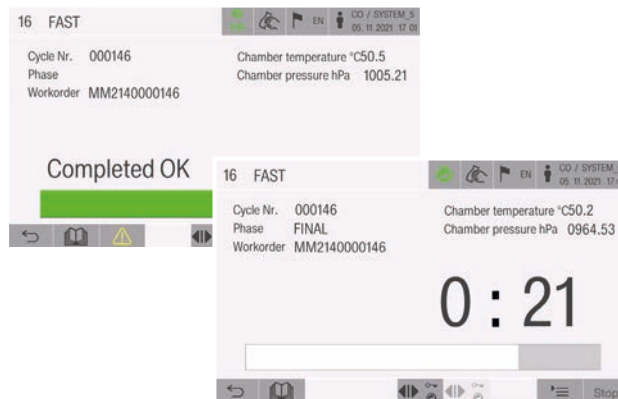 16 FAST
EN
CO / SYSTEM_5
05. 11. 2021 17 01
Cycle Nr. 000146
Chamber temperature °C50.5
Phase
Chamber pressure hPa 1005.21
Workorder MM2140000146
Completed OK
16 FAST
EN
CO / SYSTEM_
05. 11. 2021 17:
Cycle Nr. 000146
Chamber temperature °C50.2
Phase FINAL
Chamber pressure hPa 0964.53
Workorder MM2140000146
0 : 21
Stop